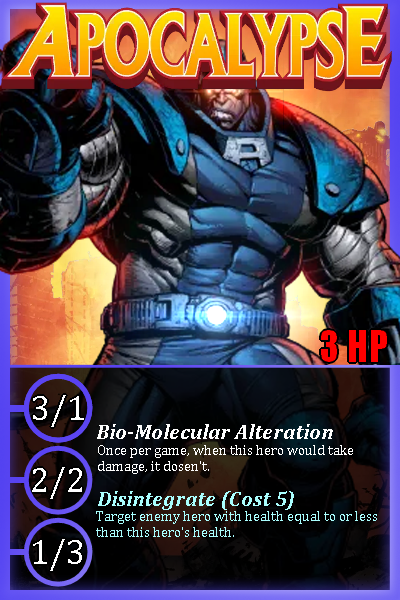 APOCALYPSE
A
3 HP
3/1
Bio-Molecular Alteration
Once per game, when this hero would take
damage, it dosen't.
2/2
Disintegrate (Cost 5)
Target enemy hero with health equal to or less
than this hero's health.
1/3